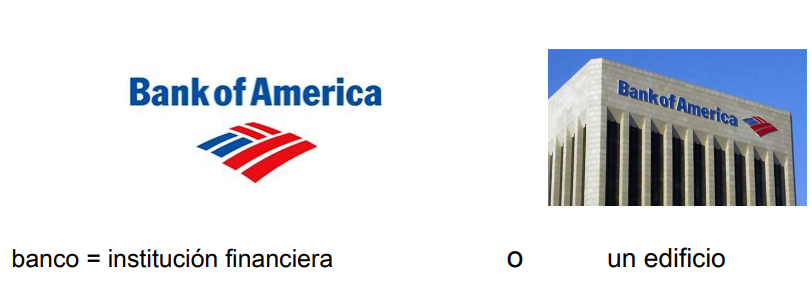 Bank of America
Bank of America
banco = institución financiera o un edificio